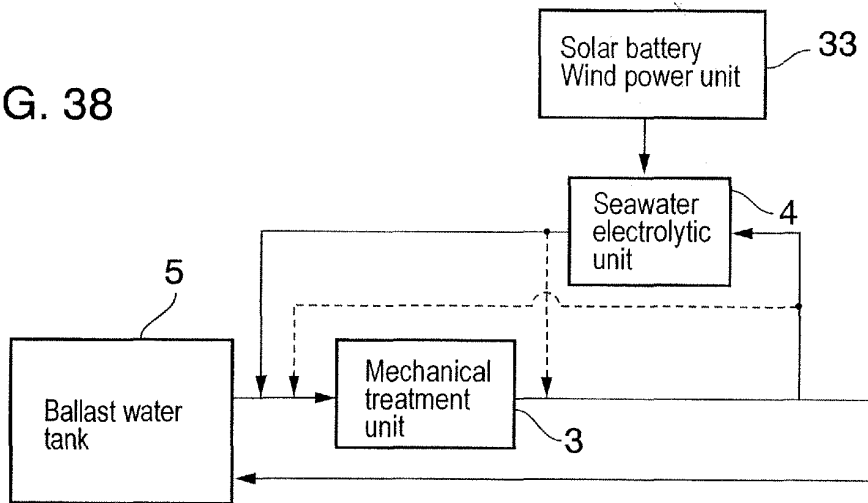 G. 38
Solar battery
Wind power unit
33
Seawater
electrolytic
unit
4
5
Ballast water
tank
Mechanical
treatment
unit
3